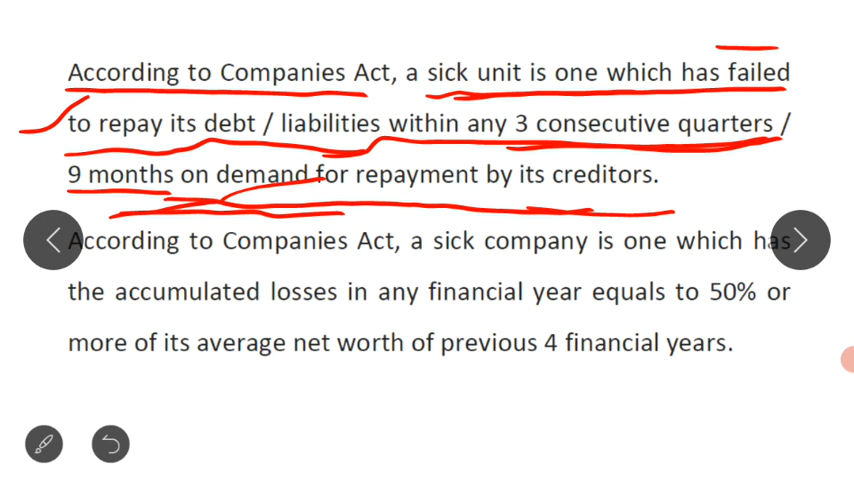 According to Companies Act, a sick unit is one which has failed
to repay its debt / liabilities within any 3 consecutive quarters /
9 months on demand for repayment by its creditors.
According to Companies Act, a sick company is one which has
the accumulated losses in any financial year equals to 50% or
more of its average net worth of previous 4 financial years.